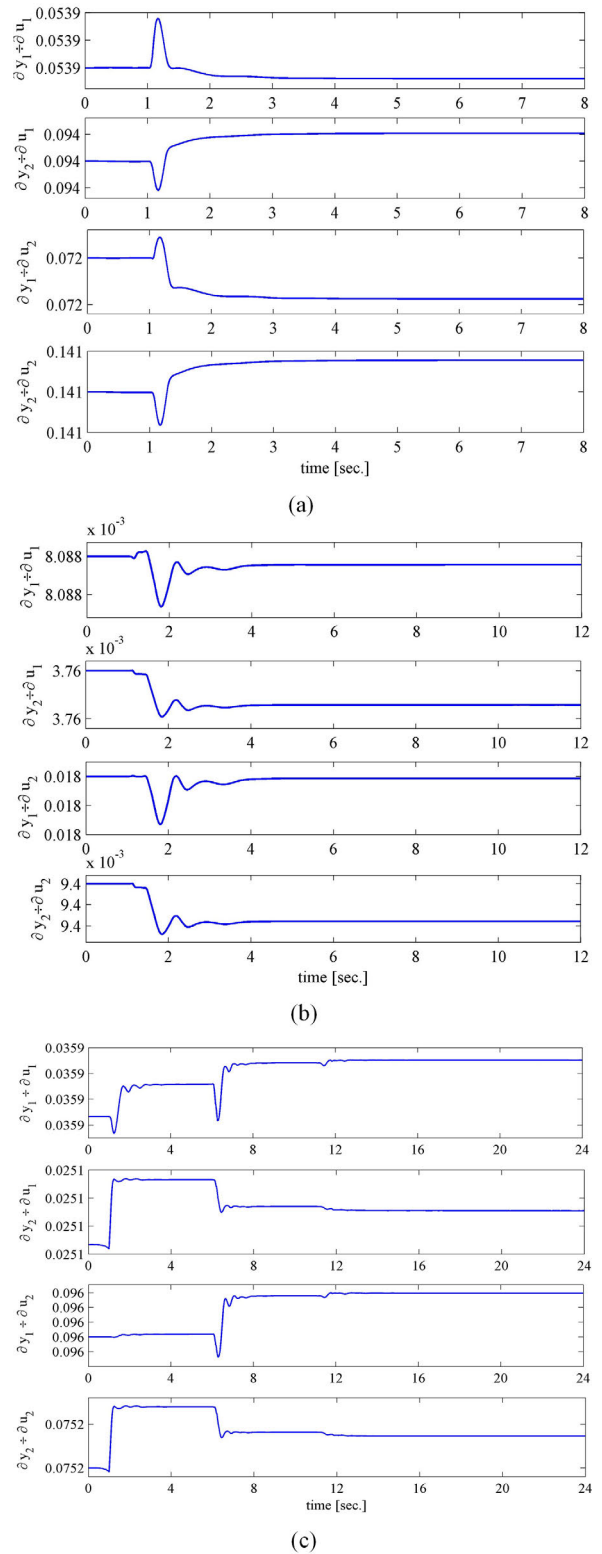 0.0539
0.0539
∂ y₁÷∂ u₁
0 1 2 3 4 5 6 7 8
0.094
0.094
0.094
∂ y₂÷∂ u₁
0 1 2 3 4 5 6 7 8
0.072
0.072
∂ y₁÷∂ u₂
0 1 2 3 4 5 6 7 8
0.141
0.141
0.141
∂ y₂÷∂ u₂
0 1 2 3 4 5 6 7 8
time [sec.]
(a)
x 10⁻³
8.088
8.088
∂ y₁÷∂ u₁
0 2 4 6 8 10 12
x 10⁻³
3.76
3.76
∂ y₂÷∂ u₁
0 2 4 6 8 10 12
0.018
0.018
0.018
∂ y₁÷∂ u₂
0 2 4 6 8 10 12
x 10⁻³
9.4
9.4
9.4
∂ y₂÷∂ u₂
0 2 4 6 8 10 12
time [sec.]
(b)
0.0359
0.0359
0.0359
0.0359
∂ y₁ ÷ ∂ u₁
0 4 8 12 16 20 24
0.0251
0.0251
0.0251
0.0251
∂ y₂ ÷ ∂ u₁
0 4 8 12 16 20 24
0.096
0.096
0.096
0.096
∂ y₁ ÷ ∂ u₂
0 4 8 12 16 20 24
0.0752
0.0752
∂ y₂ ÷ ∂ u₂
0 4 8 12 16 20 24
time [sec.]
(c)